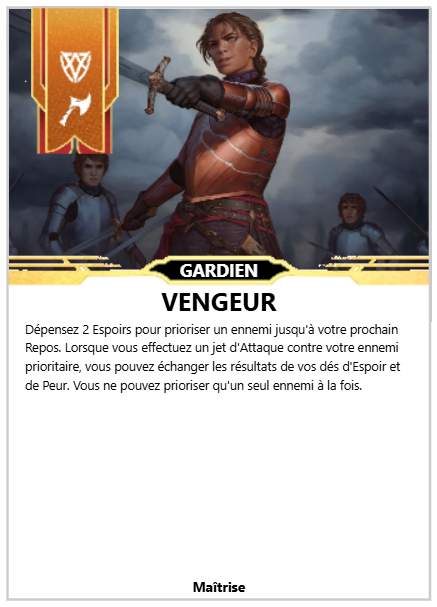 GARDIEN
VENGEUR
Dépensez 2 Espoirs pour prioriser un ennemi jusqu'à votre prochain
Repos. Lorsque vous effectuez un jet d'Attaque contre votre ennemi
prioritaire, vous pouvez échanger les résultats de vos dés d'Espoir et
de Peur. Vous ne pouvez prioriser qu'un seul ennemi à la fois.
Maîtrise